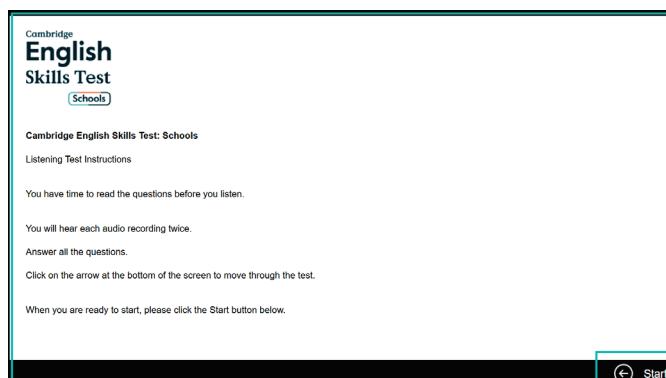 Cambridge
English
Skills Test
Schools
Cambridge English Skills Test: Schools
Listening Test Instructions
You have time to read the questions before you listen.
You will hear each audio recording twice.
Answer all the questions.
Click on the arrow at the bottom of the screen to move through the test.
When you are ready to start, please click the Start button below.
Start